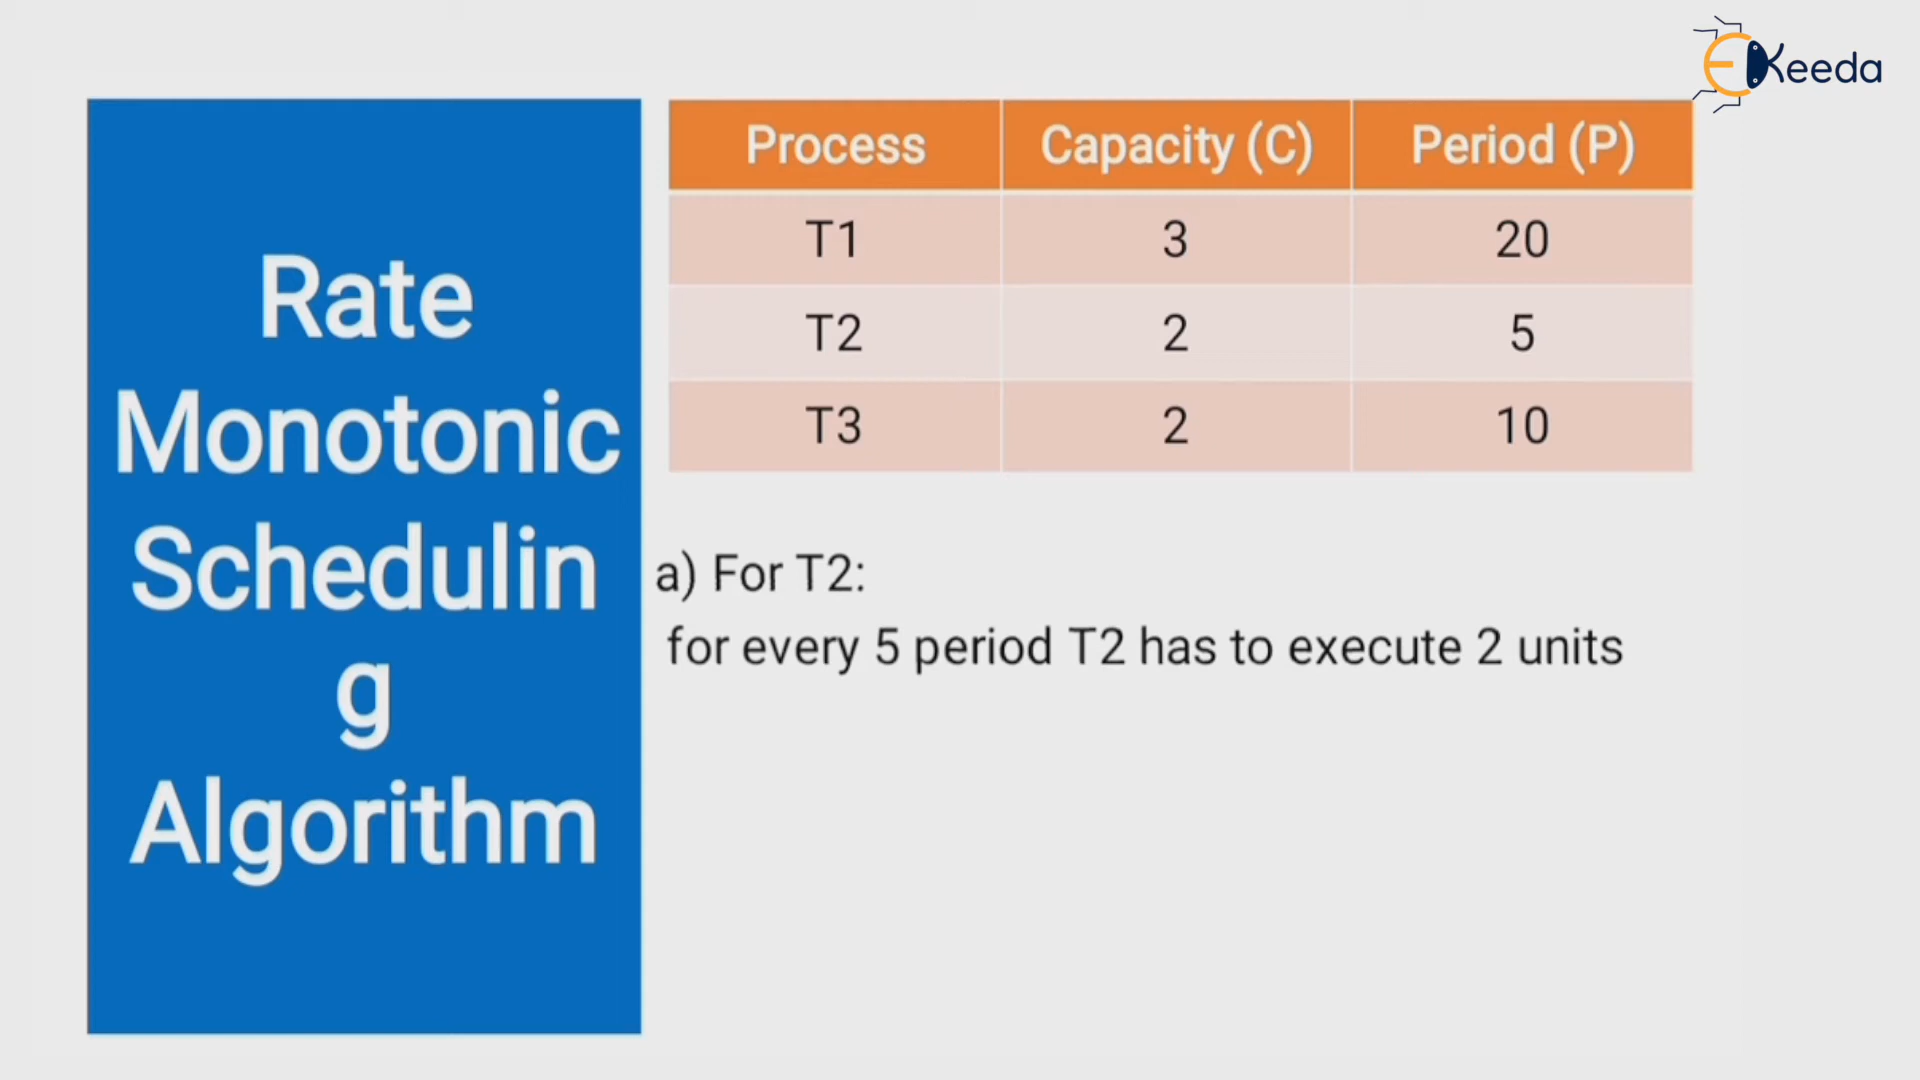 EKeeda
Rate
Monotonic
Schedulin
g
Algorithm
Process Capacity (C) Period (P)
T1 3 20
T2 2 5
T3 2 10
a) For T2:
for every 5 period T2 has to execute 2 units